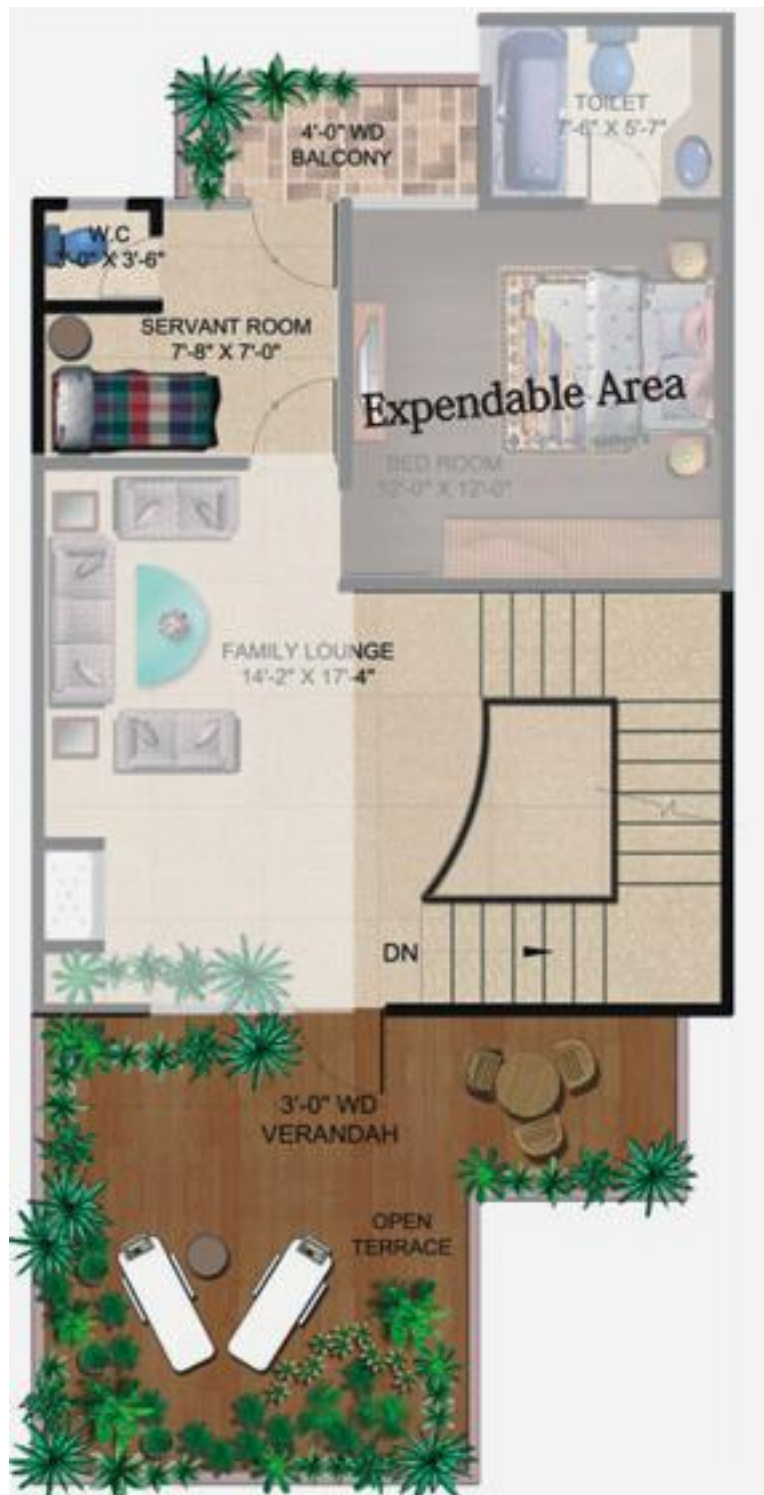 4'-0" WD
BALCONY
TOILET
7'-6" X 5'-7"
W.C
3'-0" X 3'-6"
SERVANT ROOM
7'-8" X 7'-0"
Expendable Area
BED ROOM
12'-0" X 12'-0"
FAMILY LOUNGE
14'-2" X 17'-4"
DN
3'-0" WD
VERANDAH
OPEN
TERRACE